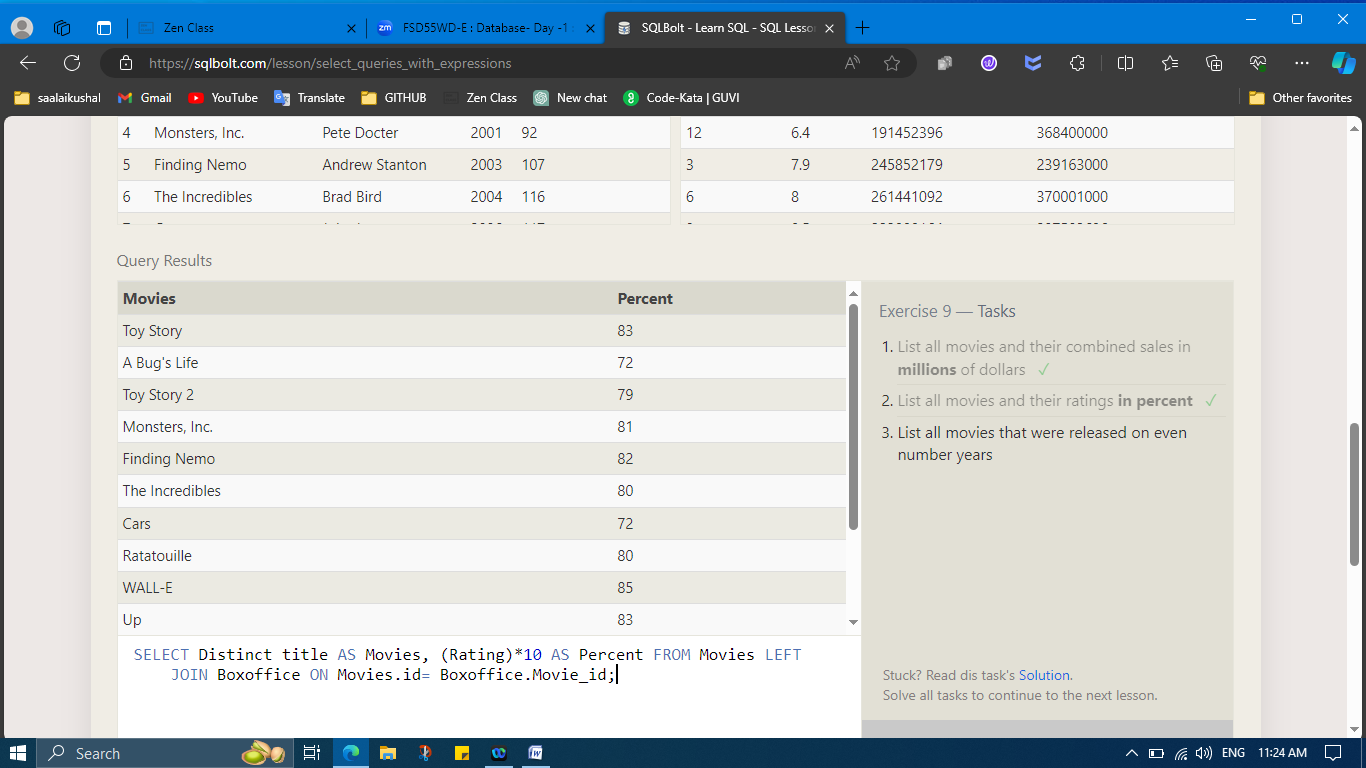 Zen Class
zm FSD55WD-E : Database- Day -1 :
SQLBolt - Learn SQL - SQL Lesso
https://sqlbolt.com/lesson/select_queries_with_expressions
saalaikushal
Gmail
YouTube
Translate
GITHUB
Zen Class
New chat
Code-Kata | GUVI
Other favorites
4 Monsters, Inc. Pete Docter 2001 92
12 6.4 191452396 368400000
5 Finding Nemo Andrew Stanton 2003 107
3 7.9 245852179 239163000
6 The Incredibles Brad Bird 2004 116
6 8 261441092 370001000
Query Results
Movies Percent
Toy Story 83
A Bug's Life 72
Toy Story 2 79
Monsters, Inc. 81
Finding Nemo 82
The Incredibles 80
Cars 72
Ratatouille 80
WALL-E 85
Up 83
SELECT Distinct title AS Movies, (Rating)*10 AS Percent FROM Movies LEFT
JOIN Boxoffice ON Movies.id= Boxoffice.Movie_id;
Exercise 9 — Tasks
1. List all movies and their combined sales in
millions of dollars ✓
2. List all movies and their ratings in percent ✓
3. List all movies that were released on even
number years
Stuck? Read dis task's Solution.
Solve all tasks to continue to the next lesson.
Search
ENG
11:24 AM